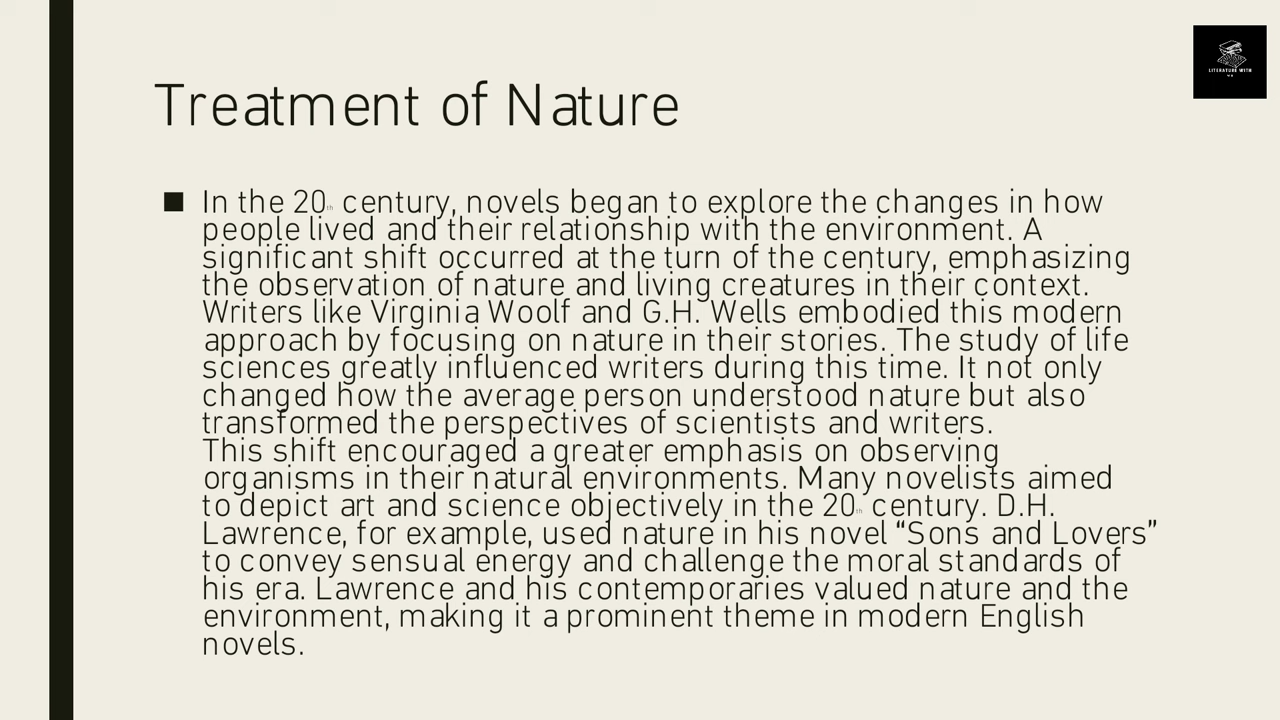 LITERATURE WITH
Treatment of Nature
■ In the 20th century, novels began to explore the changes in how
people lived and their relationship with the environment. A
significant shift occurred at the turn of the century, emphasizing
the observation of nature and living creatures in their context.
Writers like Virginia Woolf and G.H. Wells embodied this modern
approach by focusing on nature in their stories. The study of life
sciences greatly influenced writers during this time. It not only
changed how the average person understood nature but also
transformed the perspectives of scientists and writers.
This shift encouraged a greater emphasis on observing
organisms in their natural environments. Many novelists aimed
to depict art and science objectively in the 20th century. D.H.
Lawrence, for example, used nature in his novel “Sons and Lovers”
to convey sensual energy and challenge the moral standards of
his era. Lawrence and his contemporaries valued nature and the
environment, making it a prominent theme in modern English
novels.